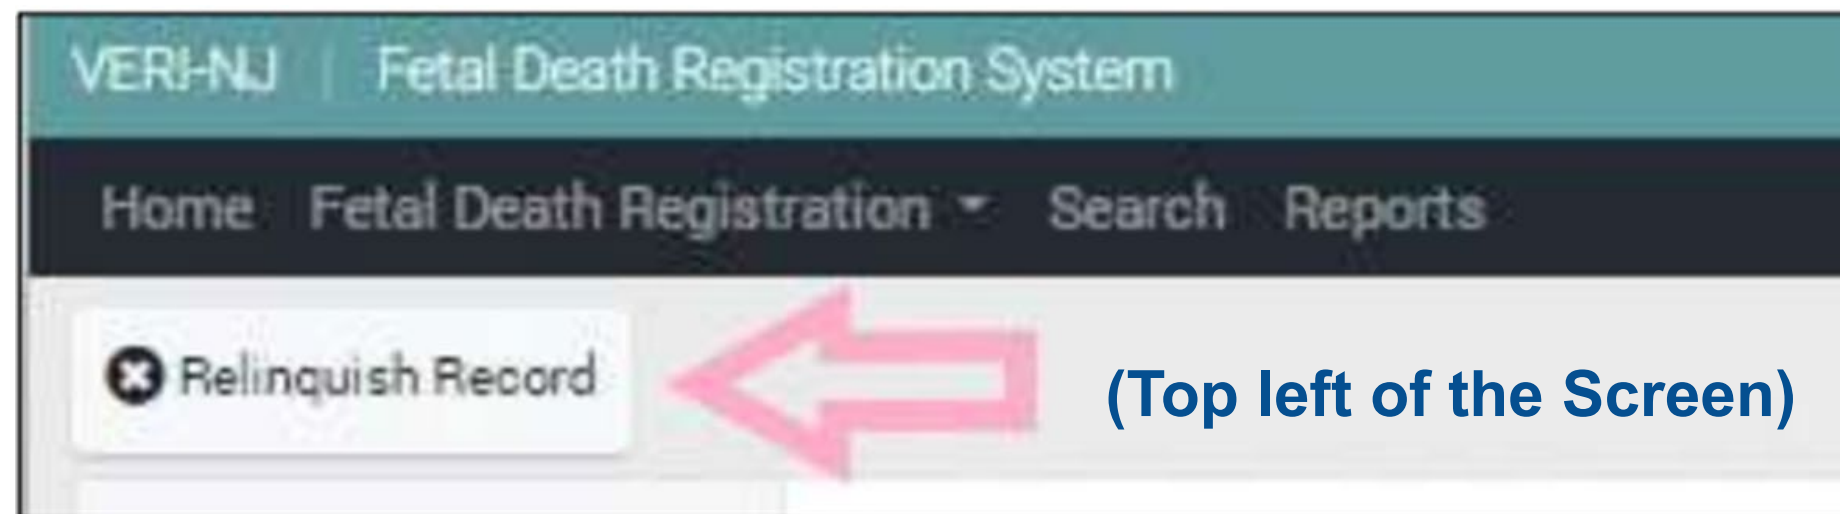 VERI-NJ | Fetal Death Registration System
Home Fetal Death Registration Search Reports
Relinquish Record
(Top left of the Screen)